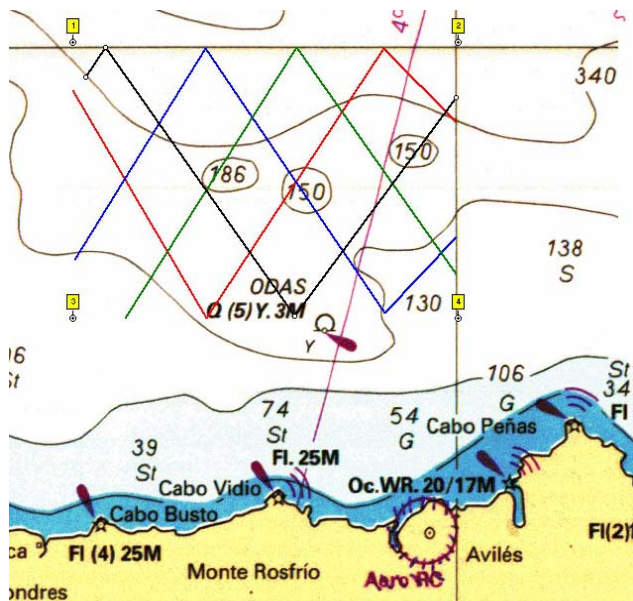 1
2
4°
340
186
150
150
138
S
ODAS
Q (5) Y. 3M
130
3
4
Y
St
106
G
St
34
74
St
54
G
Cabo Peñas
Fl
39
St
Fl. 25M
Cabo Vidio
Oc.WR. 20/17M
Cabo Busto
Fl (4) 25M
Avilés
Fl(2)
Monte Rosfrío
Aero RC
ondres